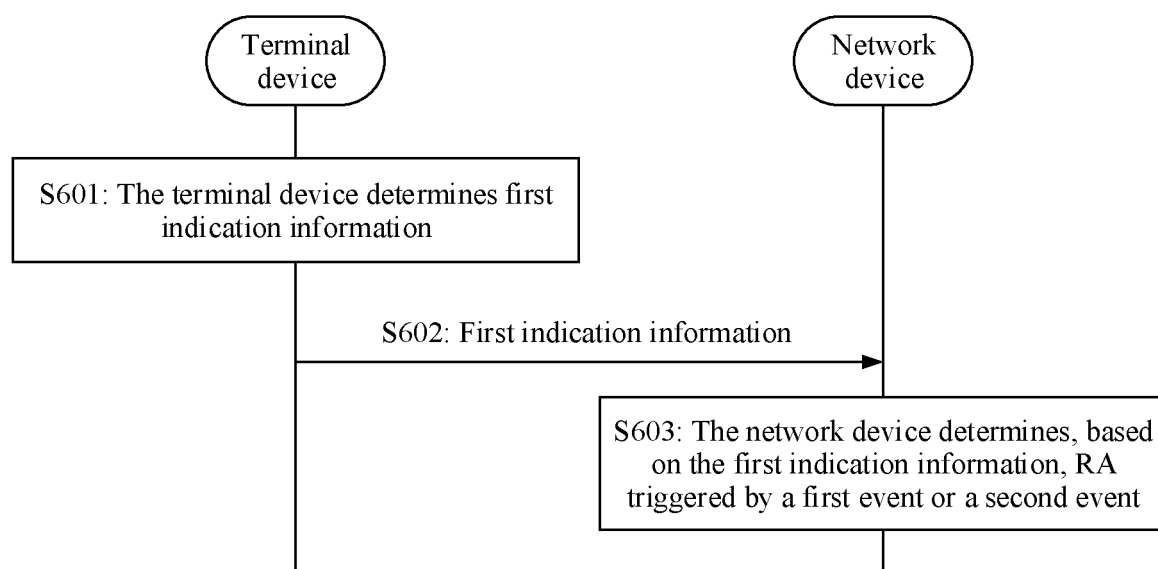 Terminal
device
Network
device
S601: The terminal device determines first
indication information
S602: First indication information
S603: The network device determines, based
on the first indication information, RA
triggered by a first event or a second event